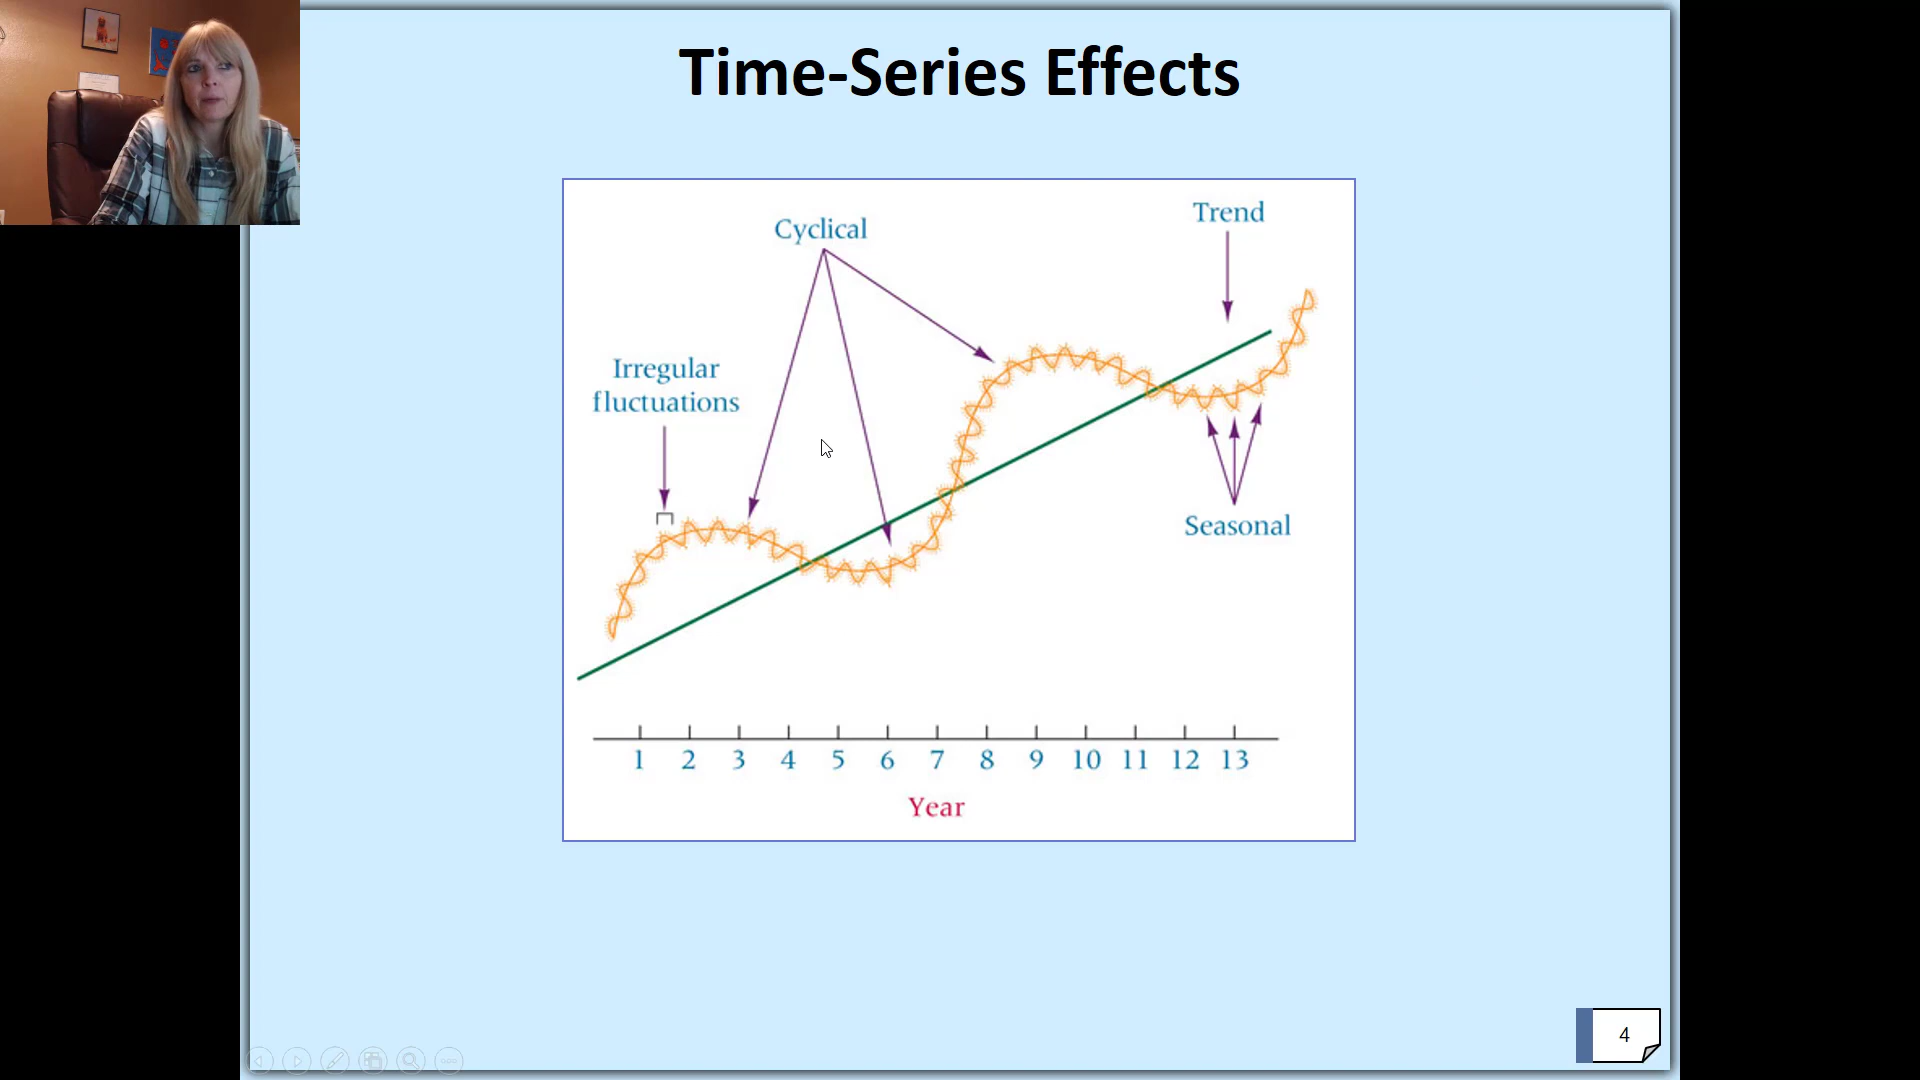 Time-Series Effects
Trend
Cyclical
Irregular
fluctuations
Seasonal
1 2 3 4 5 6 7 8 9 10 11 12 13
Year
4